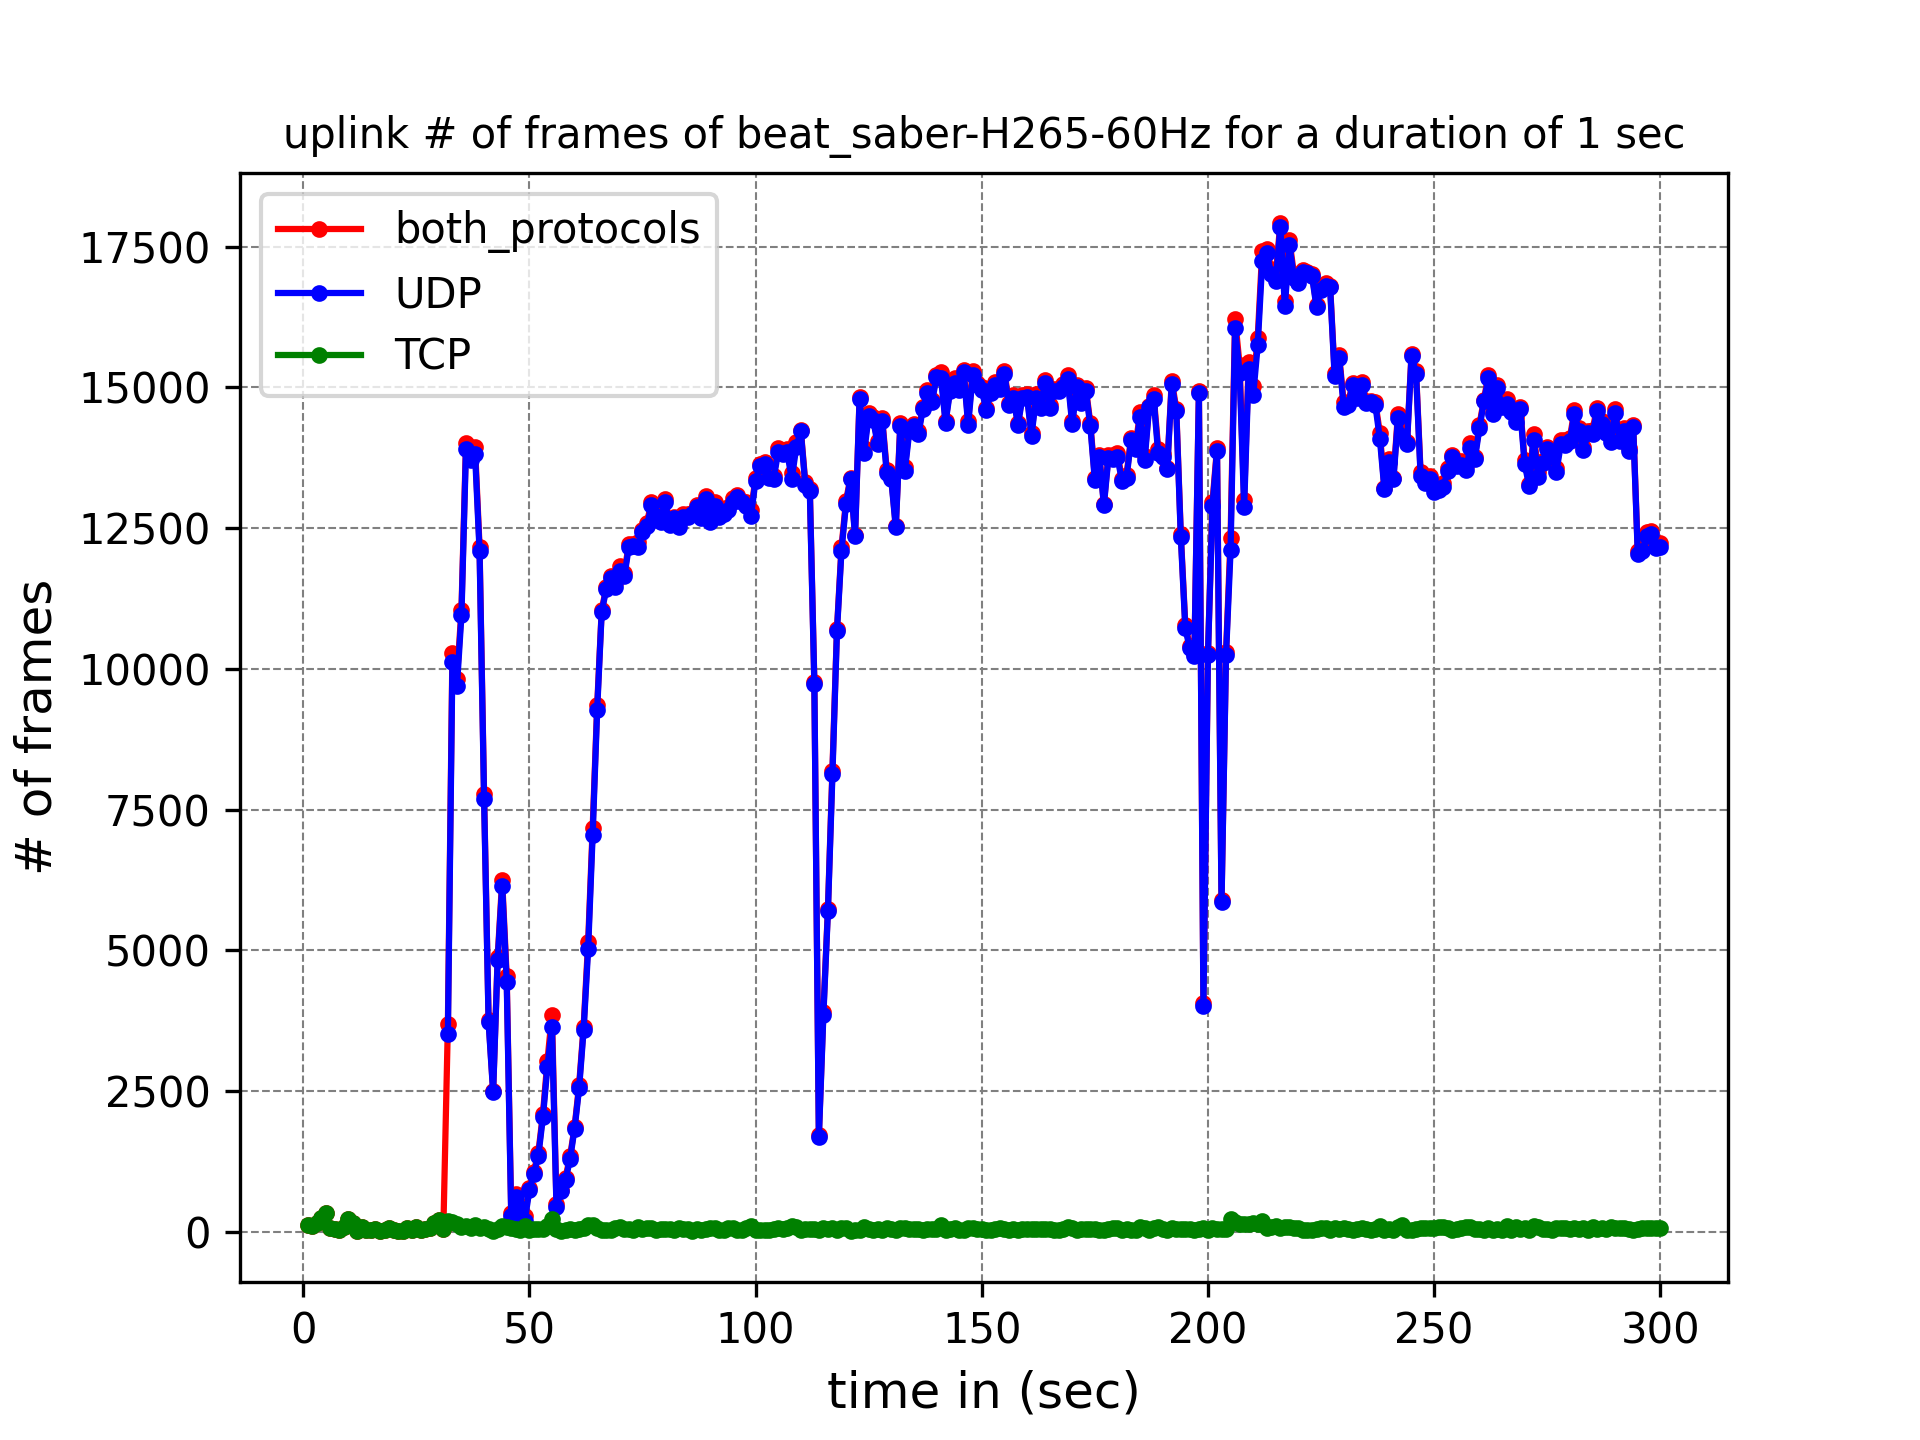 uplink # of frames of beat_saber-H265-60Hz for a duration of 1 sec
both_protocols
UDP
TCP
17500
15000
12500
10000
7500
5000
2500
0
# of frames
0 50 100 150 200 250 300
time in (sec)